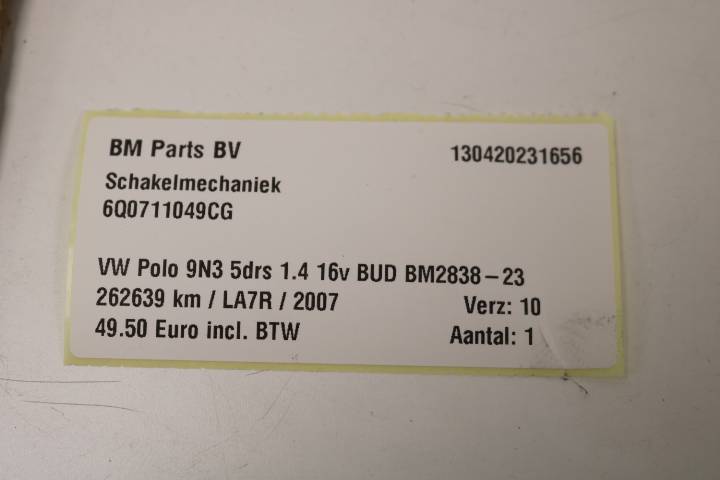 BM Parts BV 130420231656
Schakelmechaniek
6Q0711049CG
VW Polo 9N3 5drs 1.4 16v BUD BM2838-23
262639 km / LA7R / 2007 Verz: 10
49.50 Euro incl. BTW Aantal: 1